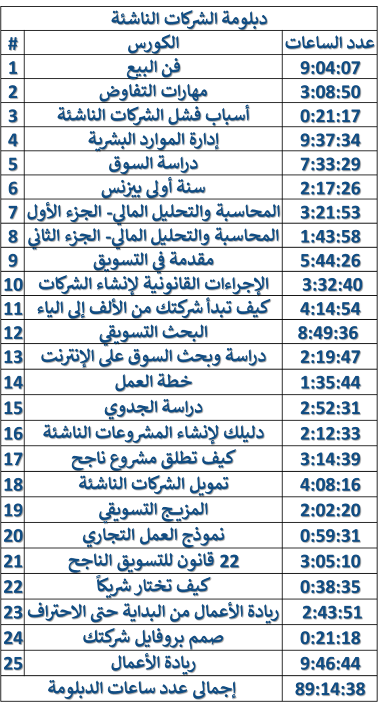 دبلومة الشركات الناشئة
# الكورس عدد الساعات
1 فن البيع 9:04:07
2 مهارات التفاوض 3:08:50
3 أسباب فشل الشركات الناشئة 0:21:17
4 إدارة الموارد البشرية 9:37:34
5 دراسة السوق 7:33:29
6 سنة أولى بيزنس 2:17:26
7 المحاسبة والتحليل المالي- الجزء الأول 3:21:53
8 المحاسبة والتحليل المالي- الجزء الثاني 1:43:58
9 مقدمة في التسويق 5:44:26
10 الإجراءات القانونية لإنشاء الشركات 3:32:40
11 كيف تبدأ شركتك من الألف إلى الياء 4:14:54
12 البحث التسويقي 8:49:36
13 دراسة وبحث السوق على الإنترنت 2:19:47
14 خطة العمل 1:35:44
15 دراسة الجدوي 2:52:31
16 دليلك لإنشاء المشروعات الناشئة 2:12:33
17 كيف تطلق مشروع ناجح 3:14:39
18 تمويل الشركات الناشئة 4:08:16
19 المزيج التسويقي 2:02:20
20 نموذج العمل التجاري 0:59:31
21 22 قانون للتسويق الناجح 3:05:10
22 كيف تختار شريكاً 0:38:35
23 ريادة الأعمال من البداية حتى الاحتراف 2:43:51
24 صمم بروفايل شركتك 0:21:18
25 ريادة الأعمال 9:46:44
إجمالى عدد ساعات الدبلومة 89:14:38